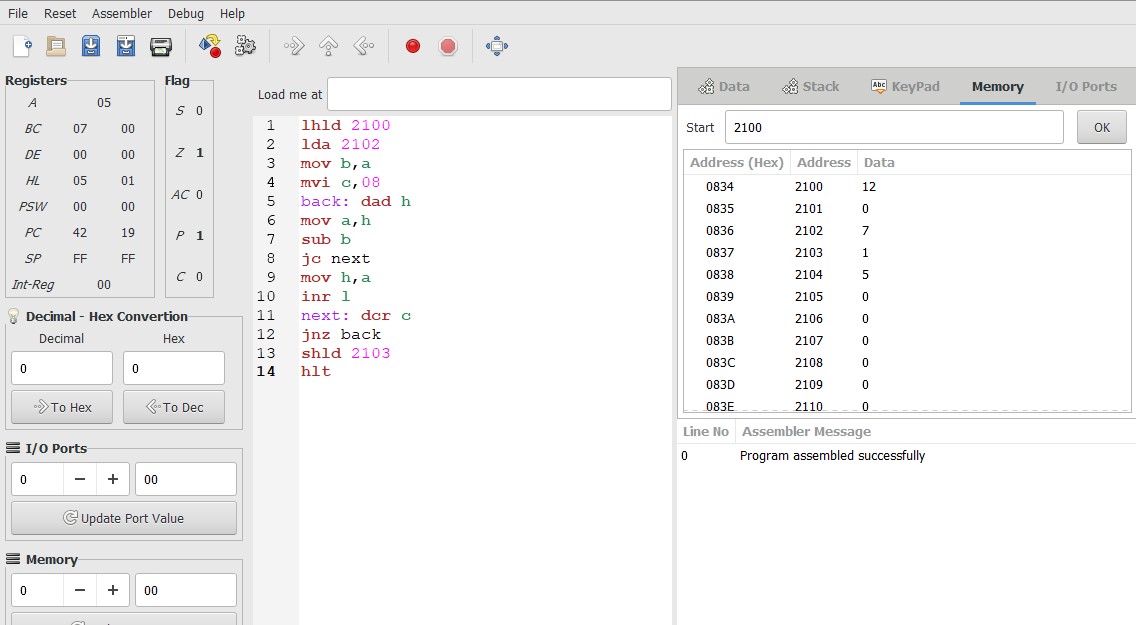 File Reset Assembler Debug Help
Registers
A 05
BC 07 00
DE 00 00
HL 05 01
PSW 00 00
PC 42 19
SP FF FF
Int-Reg 00
Flag
S 0
Z 1
AC 0
P 1
C 0
Decimal - Hex Convertion
Decimal Hex
0 0
To Hex To Dec
I/O Ports
0 − + 00
Update Port Value
Memory
0 − + 00
Load me at
1 lhld 2100
2 lda 2102
3 mov b,a
4 mvi c,08
5 back: dad h
6 mov a,h
7 sub b
8 jc next
9 mov h,a
10 inr l
11 next: dcr c
12 jnz back
13 shld 2103
14 hlt
Data Stack Abc KeyPad Memory I/O Ports
Start 2100 OK
Address (Hex) Address Data
0834 2100 12
0835 2101 0
0836 2102 7
0837 2103 1
0838 2104 5
0839 2105 0
083A 2106 0
083B 2107 0
083C 2108 0
083D 2109 0
083E 2110 0
Line No Assembler Message
0 Program assembled successfully